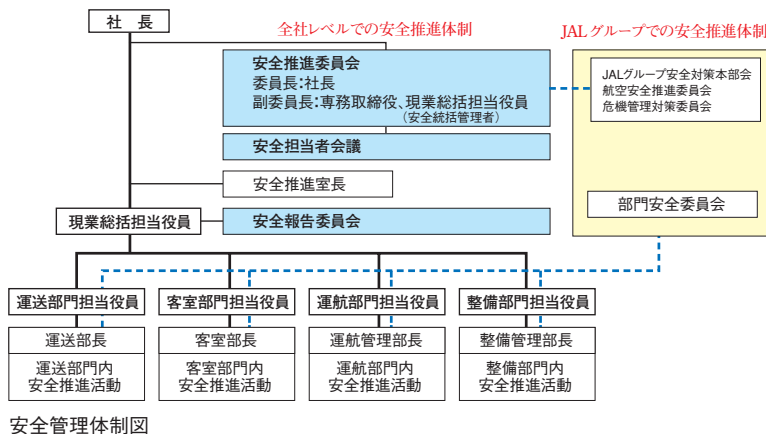 社 長
全社レベルでの安全推進体制
JALグループでの安全推進体制
安全推進委員会
委員長:社長
副委員長:専務取締役、現業総括担当役員
(安全統括管理者)
JALグループ安全対策本部会
航空安全推進委員会
危機管理対策委員会
安全担当者会議
安全推進室長
部門安全委員会
現業総括担当役員
安全報告委員会
運送部門担当役員
客室部門担当役員
運航部門担当役員
整備部門担当役員
運送部長
客室部長
運航管理部長
整備管理部長
運送部門内
安全推進活動
客室部門内
安全推進活動
運航部門内
安全推進活動
整備部門内
安全推進活動
安全管理体制図